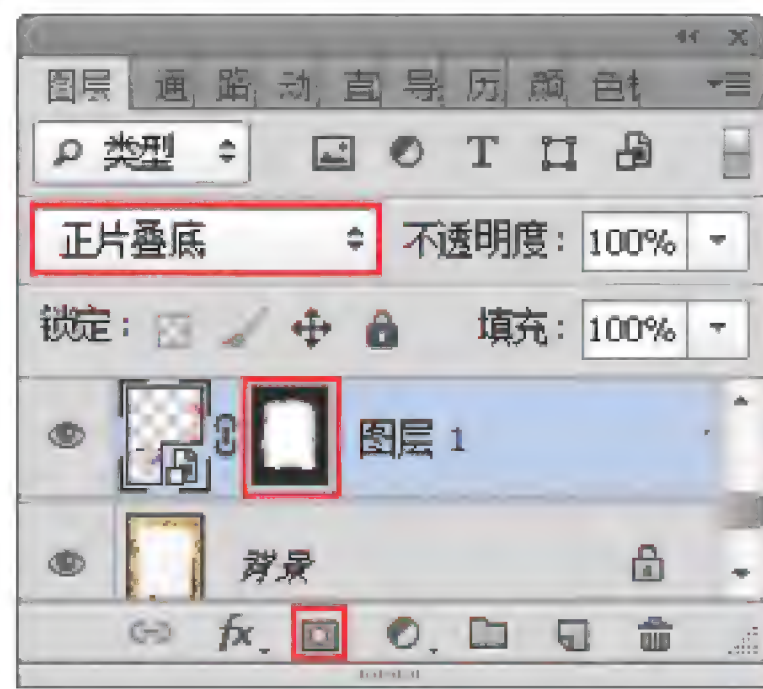 图层 通 路 动 直 导 历 颜 色
类型 T
正片叠底 不透明度: 100%
锁定: 填充: 100%
图层 1
背景
fx.